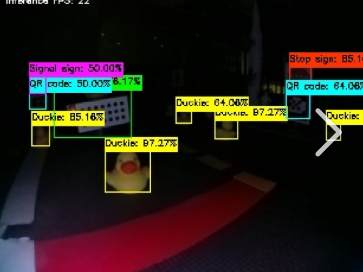 Inference FPS: 22
Stop sign: 85.1
Signal sign: 50.00%
QR code: 50.00%
6.17%
QR code: 64.06%
Duckie: 64.06%
Duckie: 97.27%
Duckie: 85.16%
Duckie:
Duckie: 97.27%